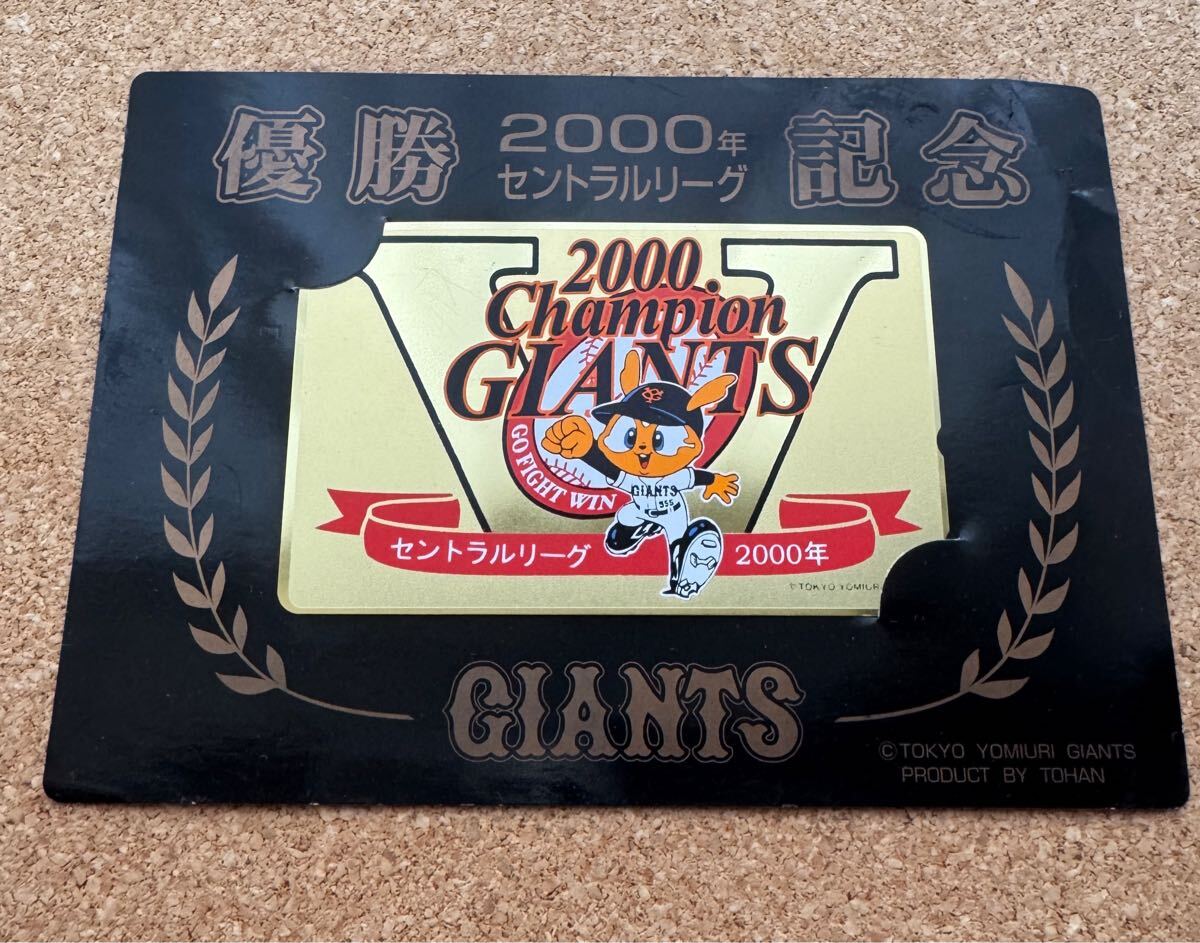 優勝 2000年 記念
セントラルリーグ
2000
Champion
GIANTS
GO FIGHT WIN
GIANTS
555
セントラルリーグ 2000年
©TOKYO YOMIUR
GIANTS
©TOKYO YOMIURI GIANTS
PRODUCT BY TOHAN